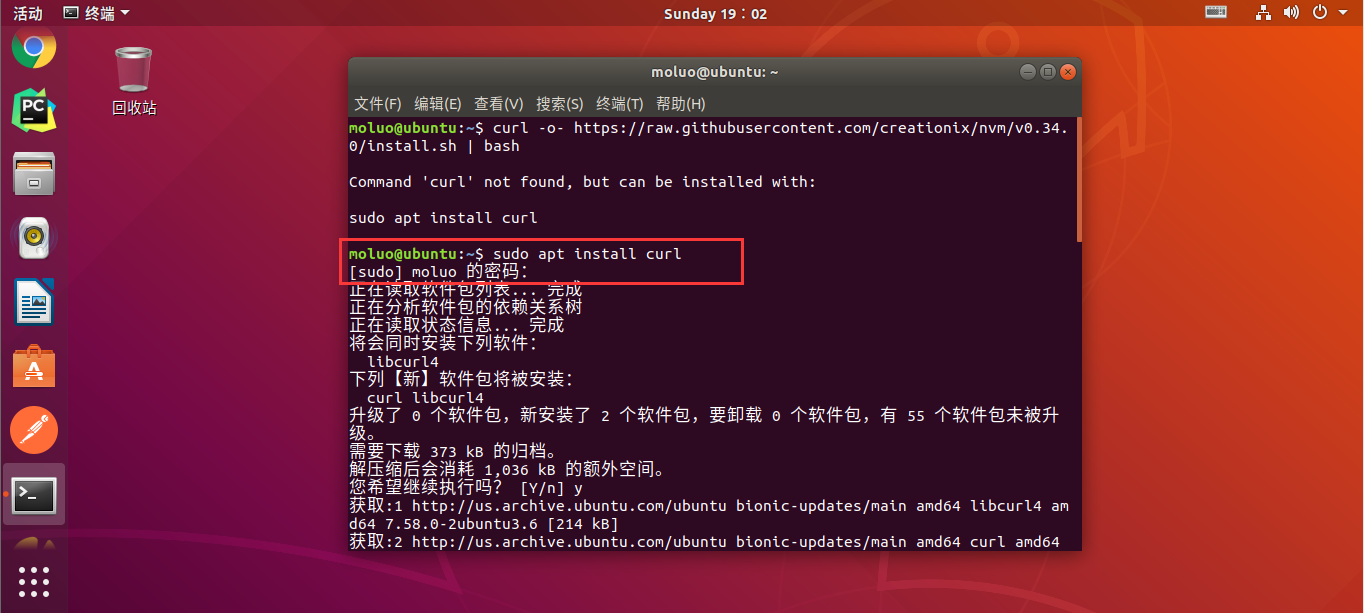 活动 终端 Sunday 19：02
PC
回收站
moluo@ubuntu: ~
文件(F) 编辑(E) 查看(V) 搜索(S) 终端(T) 帮助(H)
moluo@ubuntu:~$ curl -o- https://raw.githubusercontent.com/creationix/nvm/v0.34.
0/install.sh | bash
Command 'curl' not found, but can be installed with:
sudo apt install curl
moluo@ubuntu:~$ sudo apt install curl
[sudo] moluo 的密码：
正在读取软件包列表... 完成
正在分析软件包的依赖关系树
正在读取状态信息... 完成
将会同时安装下列软件：
libcurl4
下列【新】软件包将被安装：
curl libcurl4
升级了 0 个软件包，新安装了 2 个软件包，要卸载 0 个软件包，有 55 个软件包未被升
级。
需要下载 373 kB 的归档。
解压缩后会消耗 1,036 kB 的额外空间。
您希望继续执行吗？ [Y/n] y
获取:1 http://us.archive.ubuntu.com/ubuntu bionic-updates/main amd64 libcurl4 am
d64 7.58.0-2ubuntu3.6 [214 kB]
获取:2 http://us.archive.ubuntu.com/ubuntu bionic-updates/main amd64 curl amd64